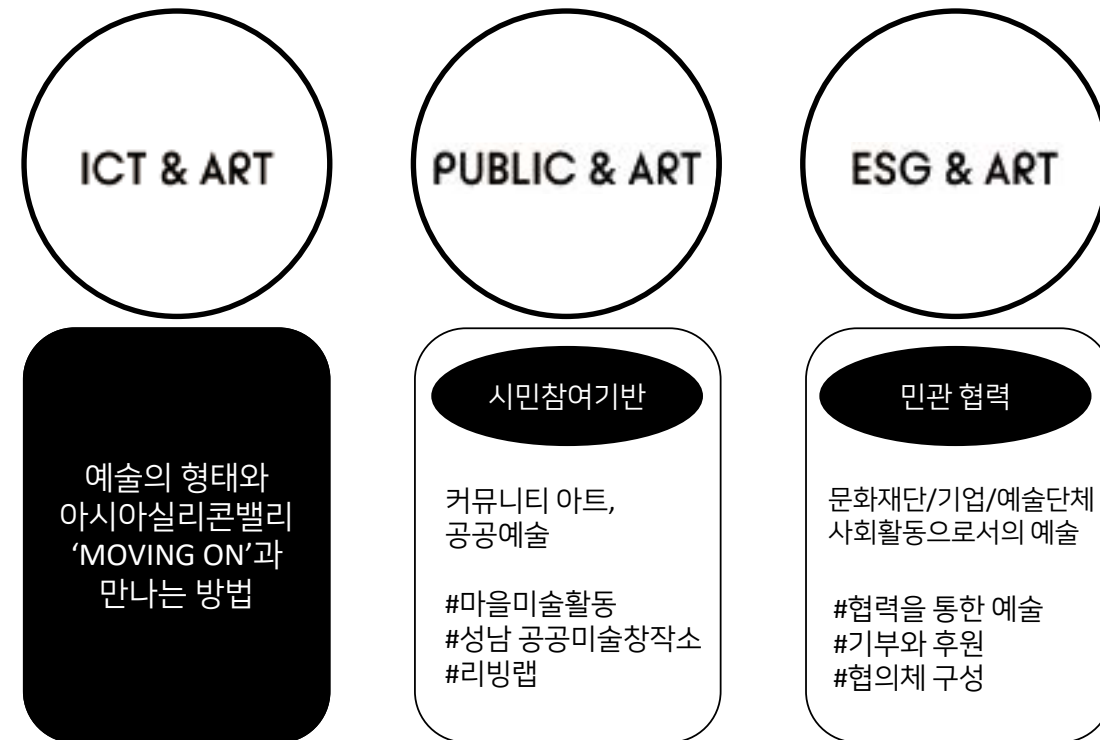 ICT & ART
예술의 형태와
아시아실리콘밸리
‘MOVING ON’과
만나는 방법
PUBLIC & ART
시민참여기반
커뮤니티 아트,
공공예술
#마을미술활동
#성남 공공미술창작소
#리빙랩
ESG & ART
민관 협력
문화재단/기업/예술단체
사회활동으로서의 예술
#협력을 통한 예술
#기부와 후원
#협의체 구성